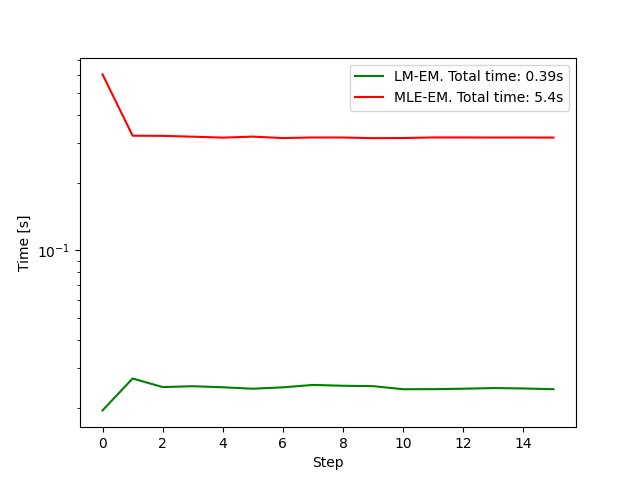 LM-EM. Total time: 0.39s
MLE-EM. Total time: 5.4s
Time [s]
10⁻¹
0 2 4 6 8 10 12 14
Step